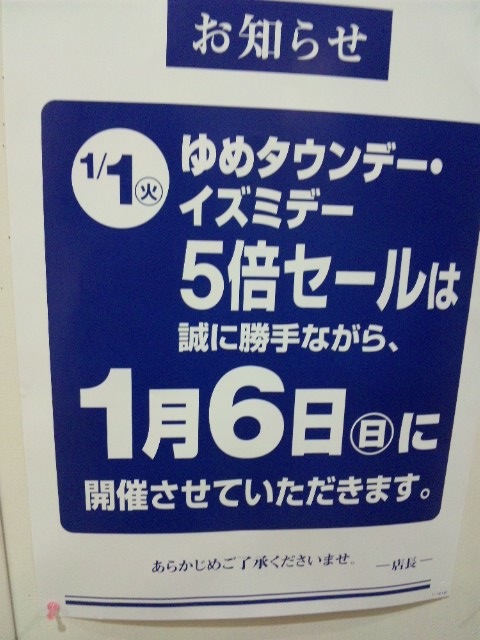 お知らせ
1/1㊋
ゆめタウンデー・
イズミデー
5倍セールは
誠に勝手ながら、
1月6日㊐に
開催させていただきます。
あらかじめご了承くださいませ。 ―店長―